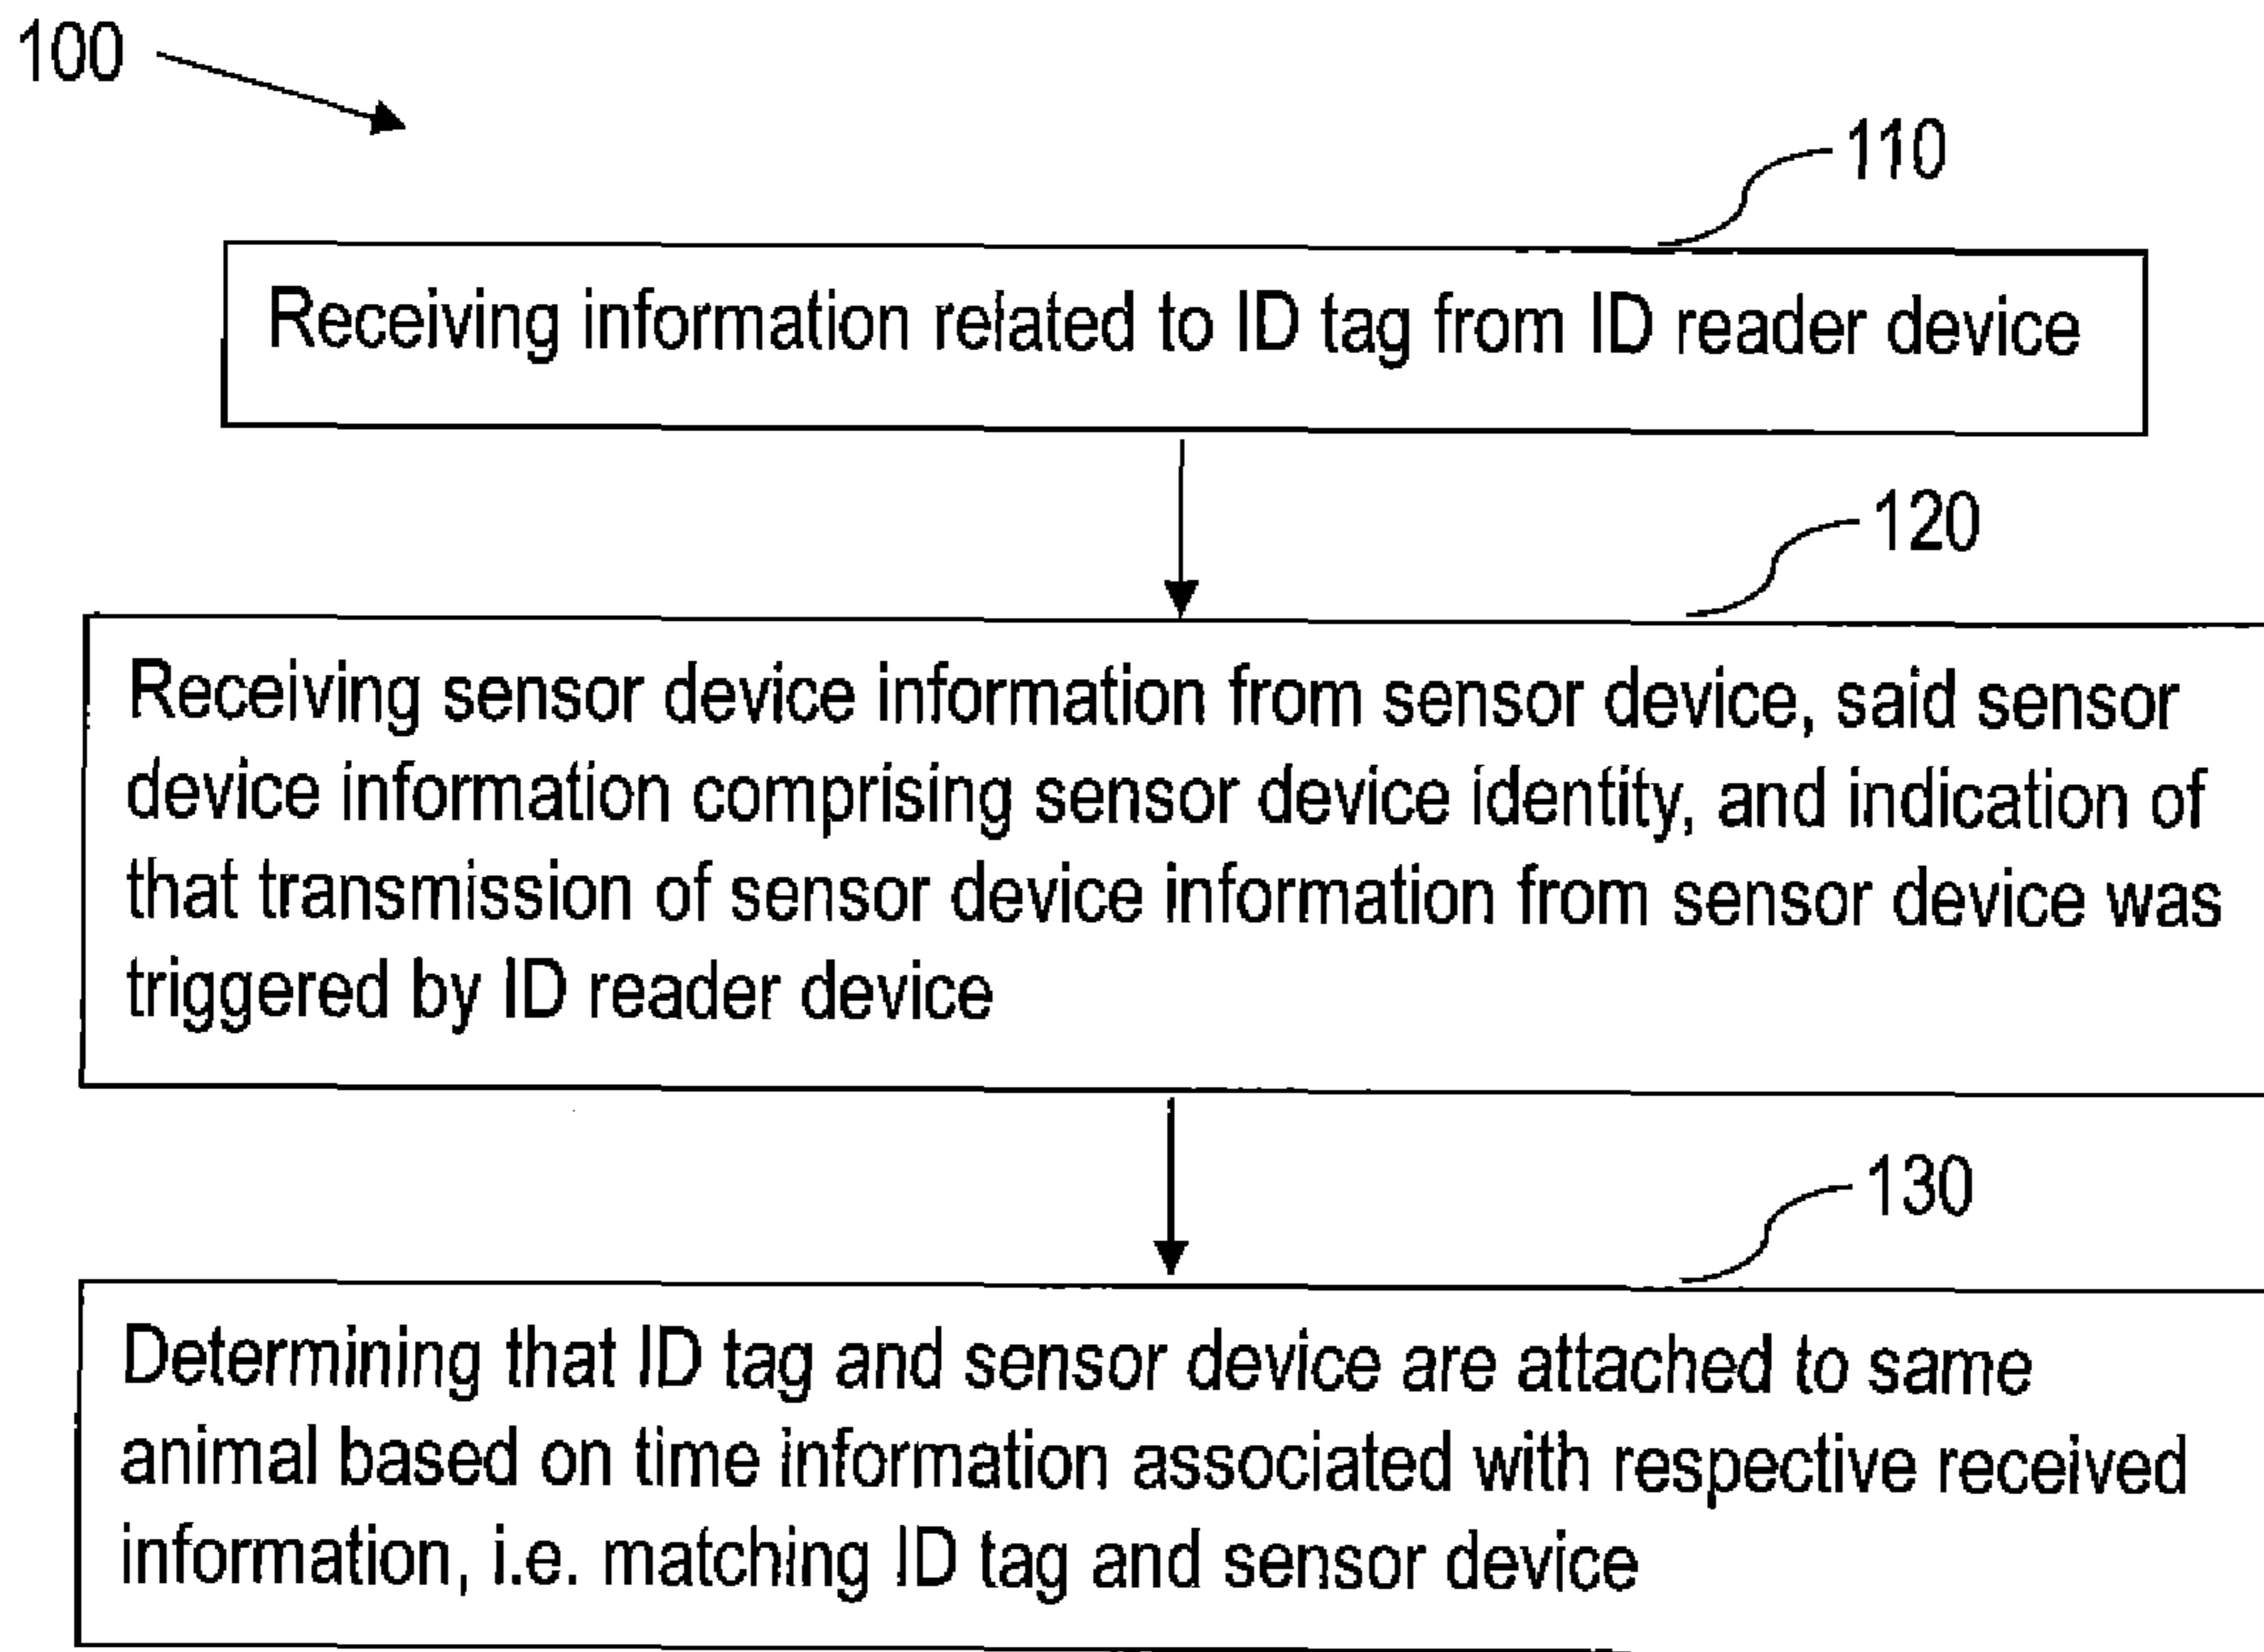 100
110
Receiving information related to ID tag from ID reader device
120
Receiving sensor device information from sensor device, said sensor
device information comprising sensor device identity, and indication of
that transmission of sensor device information from sensor device was
triggered by ID reader device
130
Determining that ID tag and sensor device are attached to same
animal based on time information associated with respective received
information, i.e. matching ID tag and sensor device